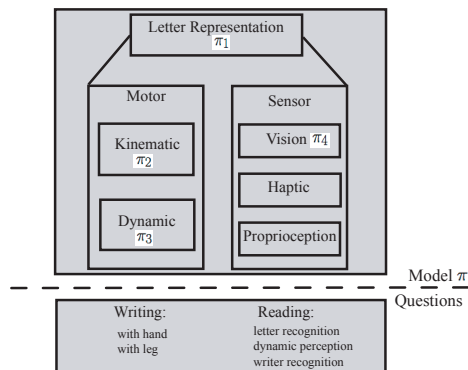 Letter Representation
π₁
Motor
Sensor
Kinematic
π₂
Vision π₄
Haptic
Dynamic
π₃
Proprioception
Model π
Questions
Writing:
with hand
with leg
Reading:
letter recognition
dynamic perception
writer recognition